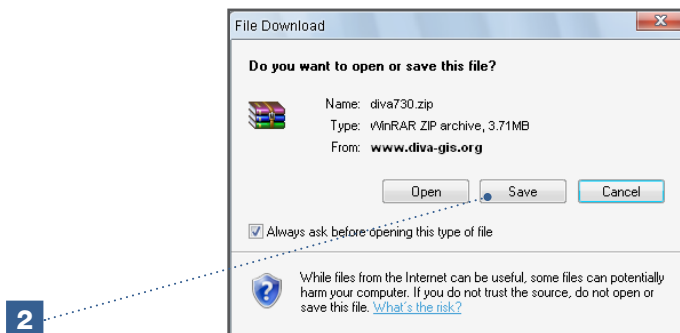 File Download
Do you want to open or save this file?
Name: diva730.zip
Type: WinRAR ZIP archive, 3.71MB
From: www.diva-gis.org
Open Save Cancel
Always ask before opening this type of file
While files from the Internet can be useful, some files can potentially
harm your computer. If you do not trust the source, do not open or
save this file. What's the risk?
2